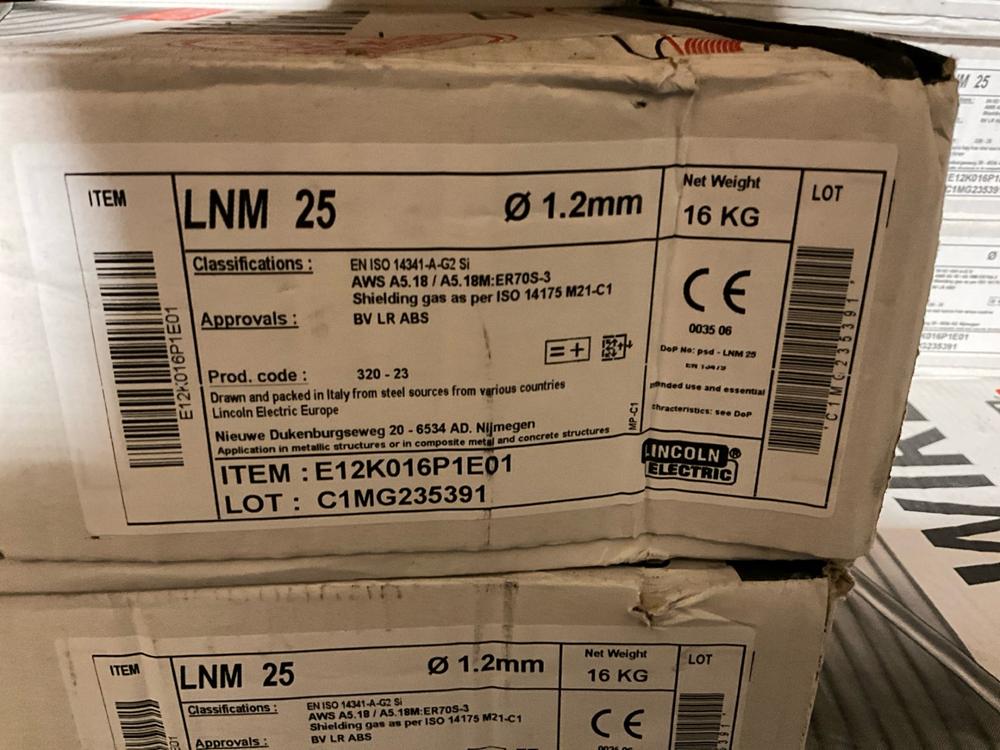 ITEM
LNM 25
Ø 1.2mm
Net Weight
16 KG
LOT
Classifications :
EN ISO 14341-A-G2 Si
AWS A5.18 / A5.18M:ER70S-3
Shielding gas as per ISO 14175 M21-C1
Approvals :
BV LR ABS
Prod. code :
320 - 23
Drawn and packed in Italy from steel sources from various countries
Lincoln Electric Europe
Nieuwe Dukenburgseweg 20 - 6534 AD. Nijmegen
Application in metallic structures or in composite metal and concrete structures
ITEM : E12K016P1E01
LOT : C1MG235391
E12K016P1E01
CE
0035 06
DoP No: psd - LNM 25
use and essential
see DoP
MP-C1
LINCOLN ®
ELECTRIC
C1MG235391
ITEM
LNM 25
Ø 1.2mm
Net Weight
16 KG
LOT
Classifications :
EN ISO 14341-A-G2 Si
AWS A5.18 / A5.18M:ER70S-3
Shielding gas as per ISO 14175 M21-C1
Approvals :
BV LR ABS
CE
25
E12K016P1
C1MG23539